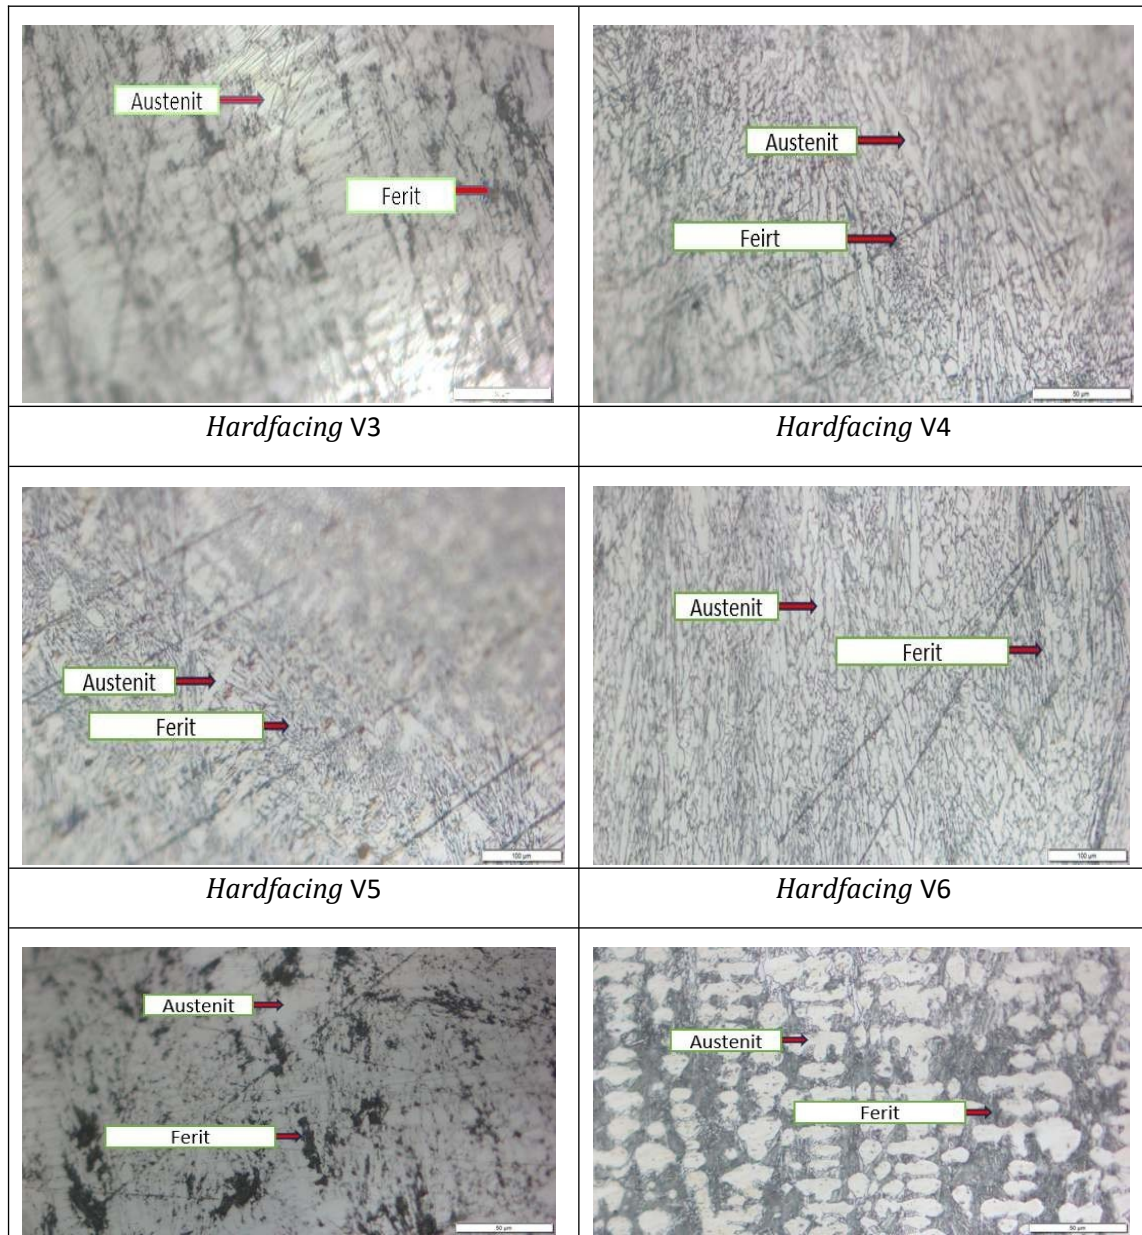 Austenit
Ferit
Austenit
Feirt
50 µm
Hardfacing V3
Hardfacing V4
Austenit
Ferit
100 µm
Austenit
Ferit
100 µm
Hardfacing V5
Hardfacing V6
Austenit
Ferit
50 µm
Austenit
Ferit
50 µm